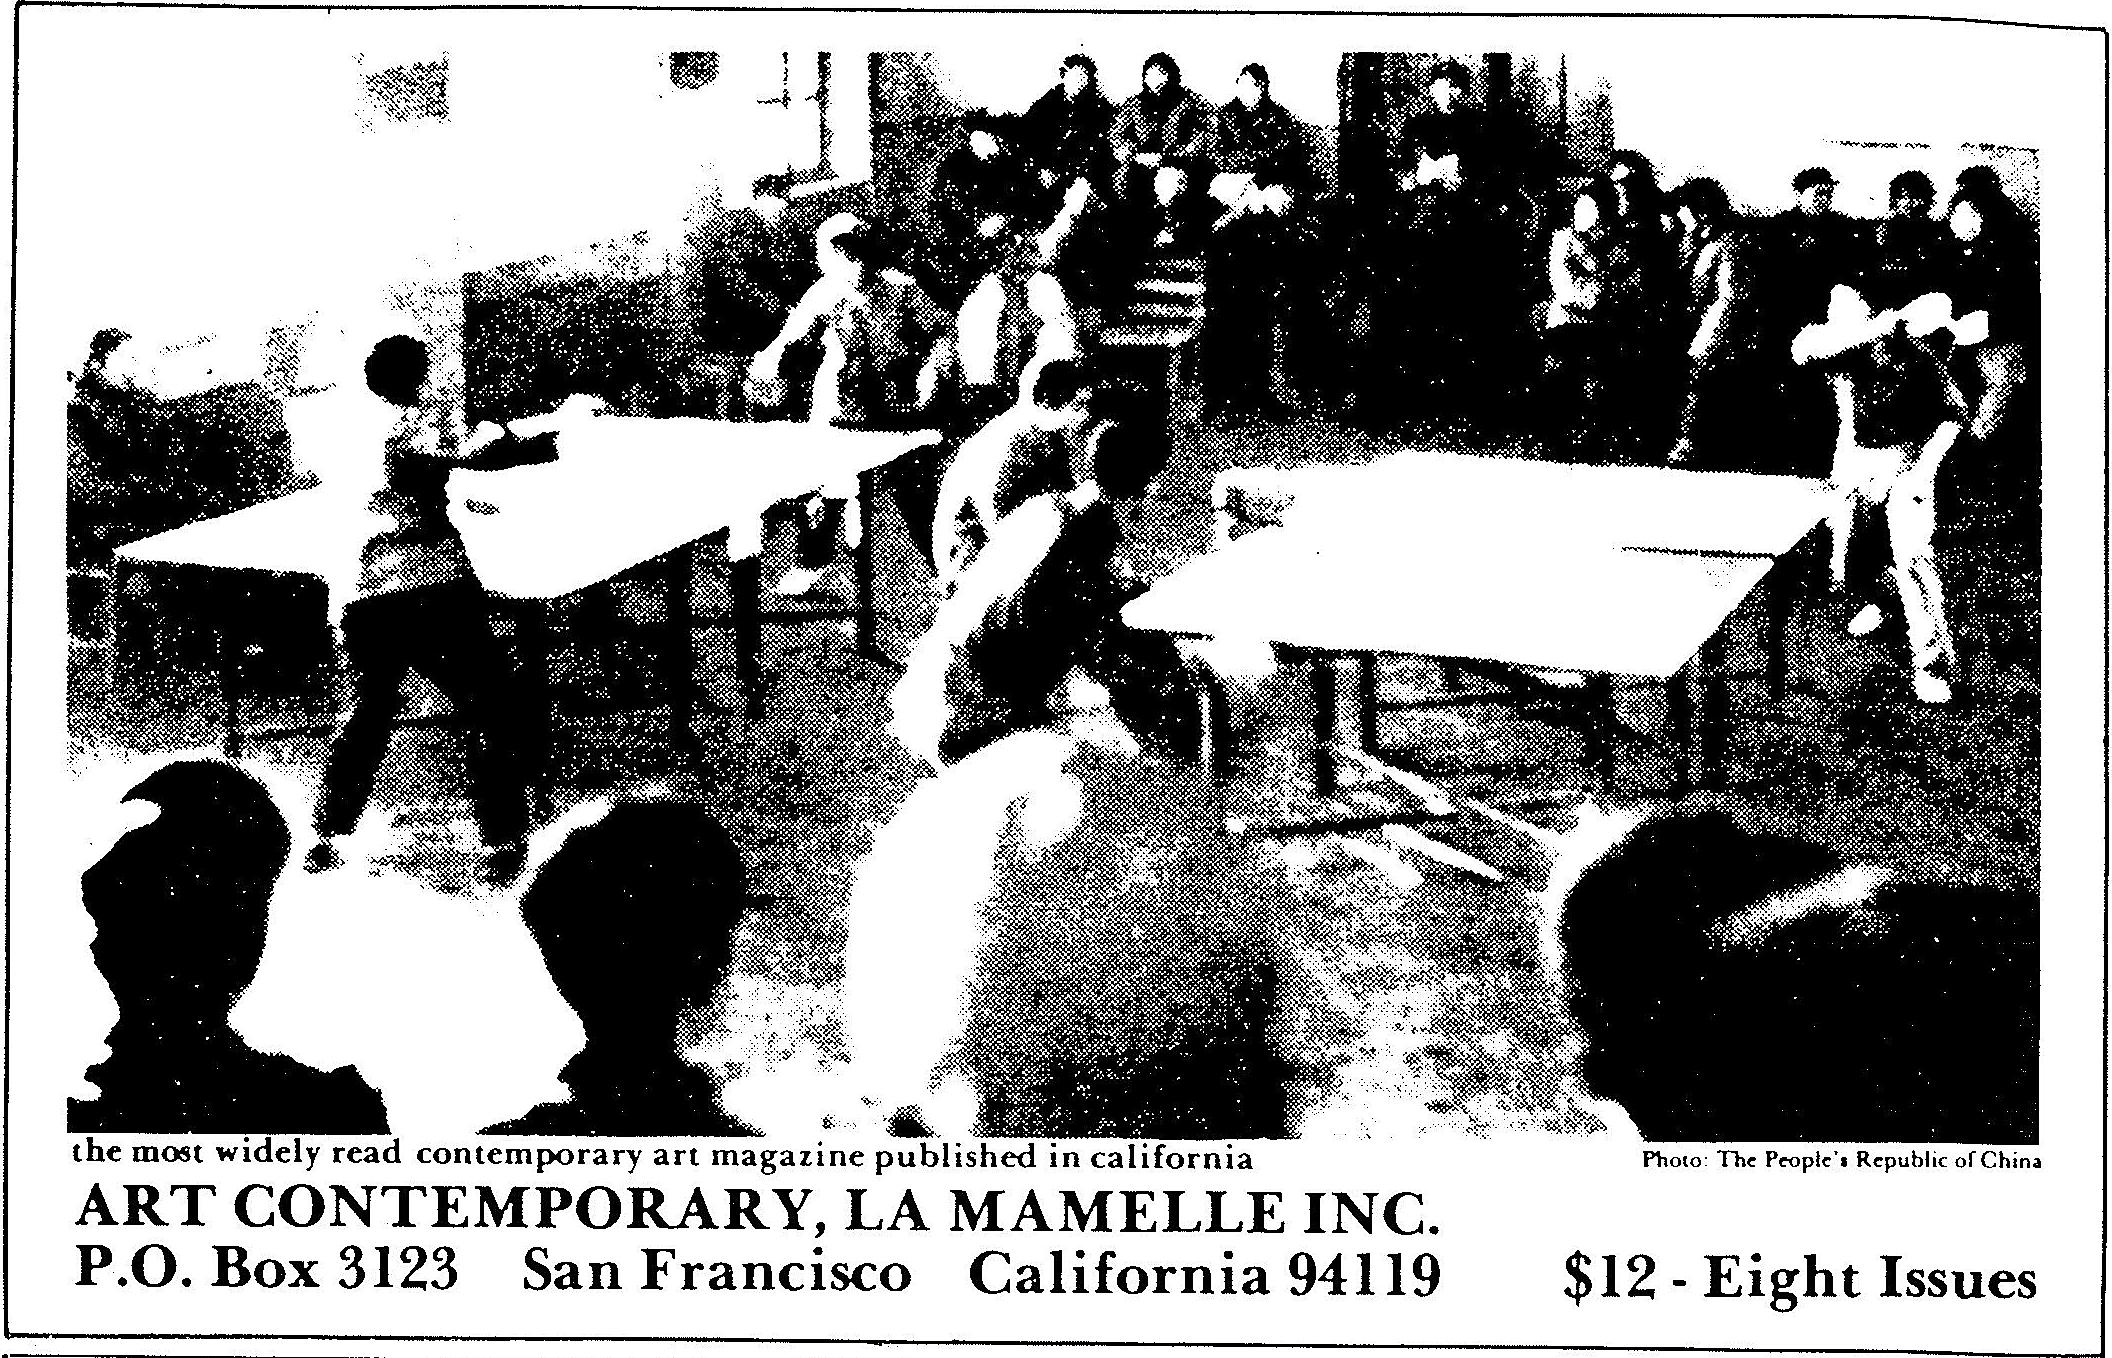 the most widely read contemporary art magazine published in california
Photo: The People's Republic of China
ART CONTEMPORARY, LA MAMELLE INC.
P.O. Box 3123 San Francisco California 94119 $12 - Eight Issues